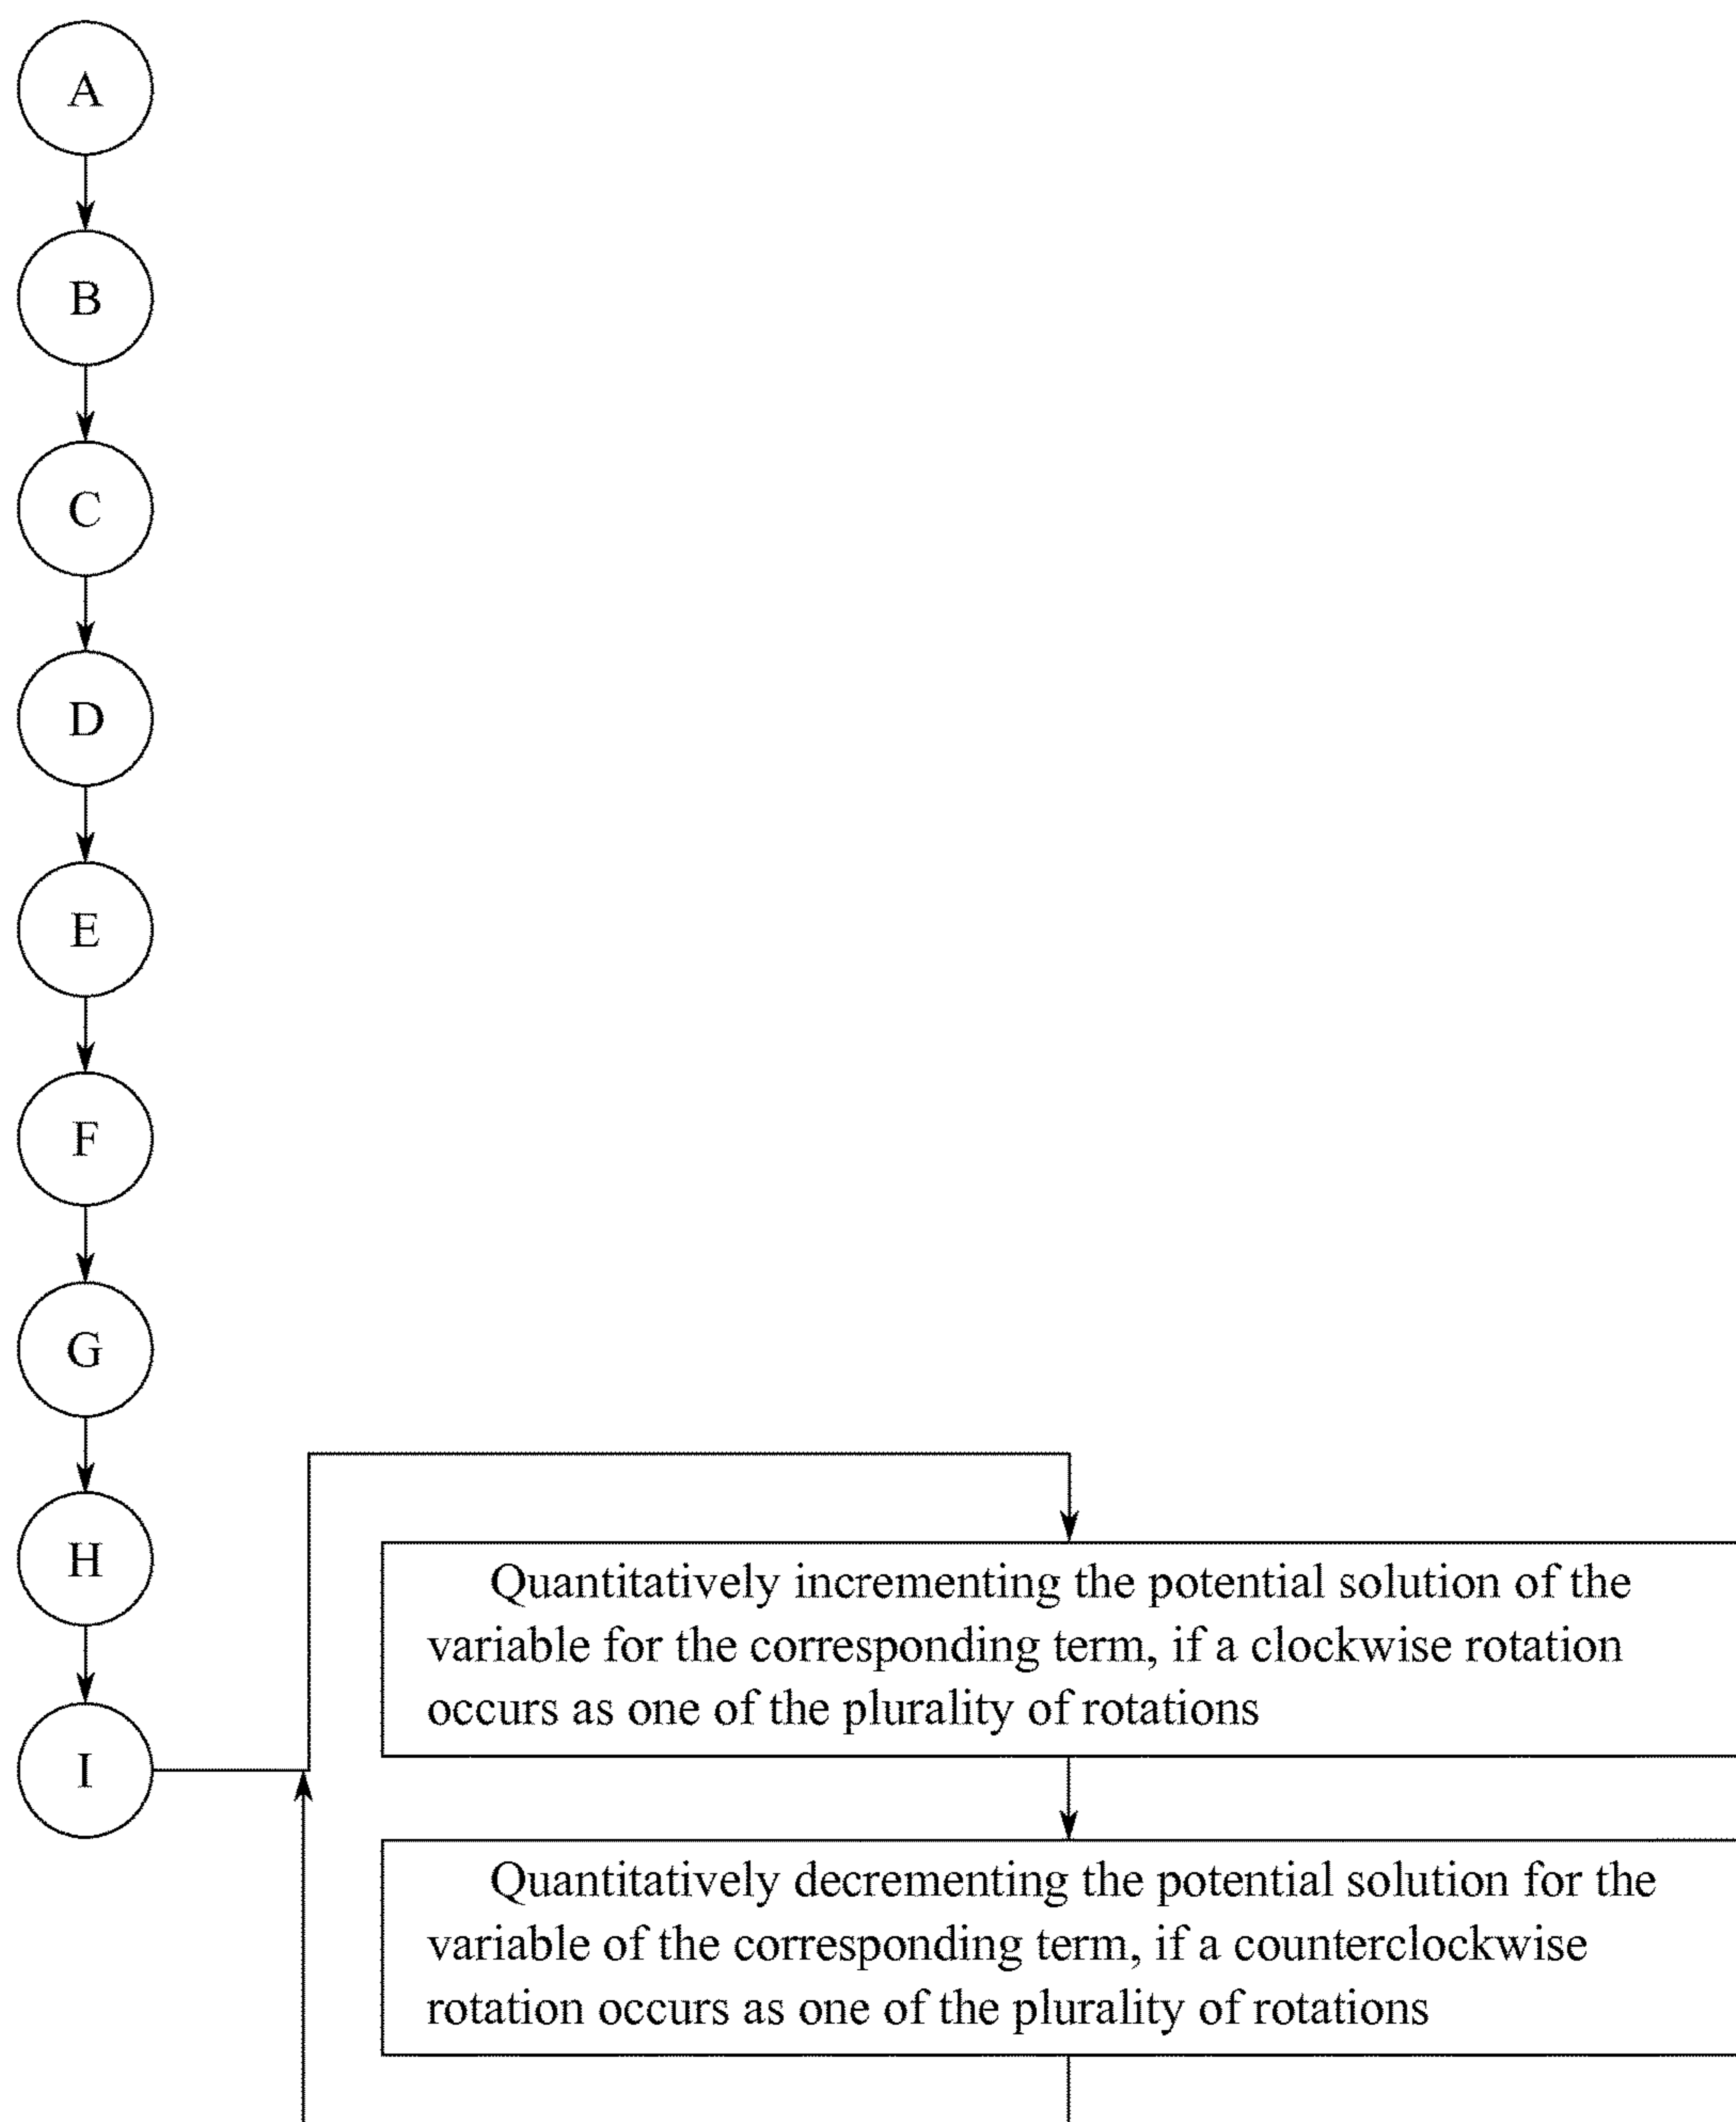 A
B
C
D
E
F
G
H
I
Quantitatively incrementing the potential solution of the
variable for the corresponding term, if a clockwise rotation
occurs as one of the plurality of rotations
Quantitatively decrementing the potential solution for the
variable of the corresponding term, if a counterclockwise
rotation occurs as one of the plurality of rotations